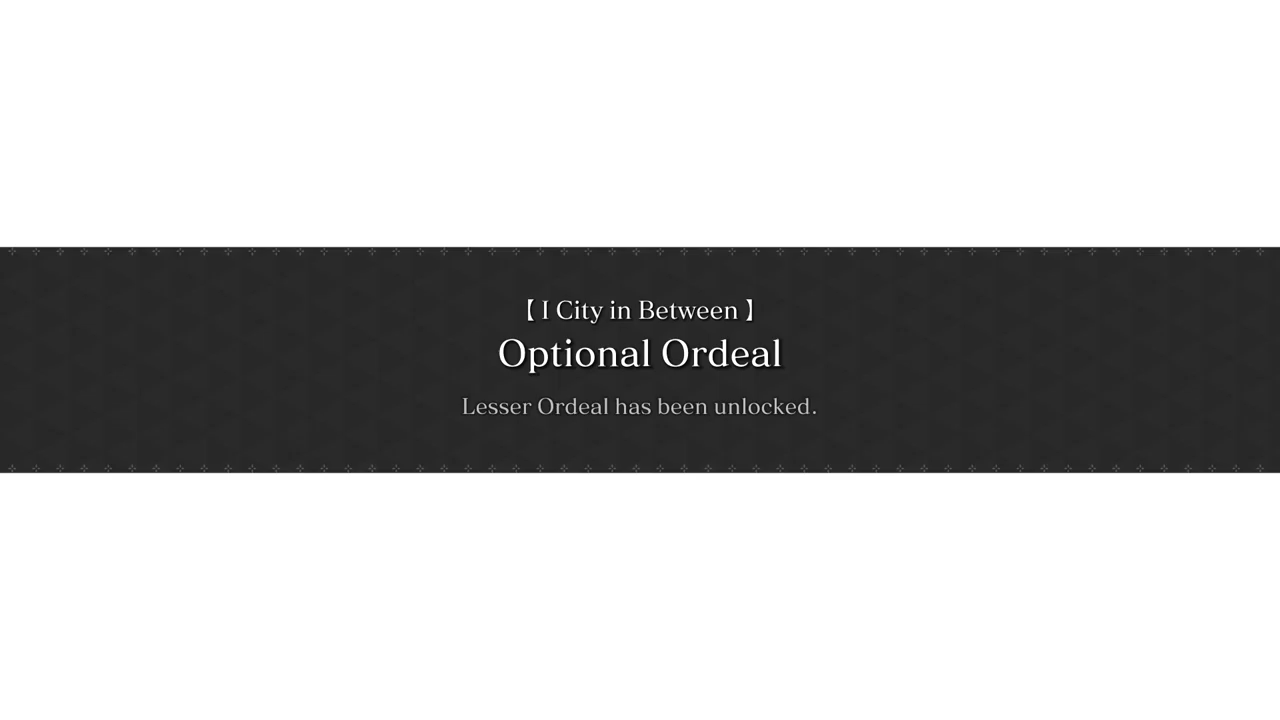 【 I City in Between 】
Optional Ordeal
Lesser Ordeal has been unlocked.